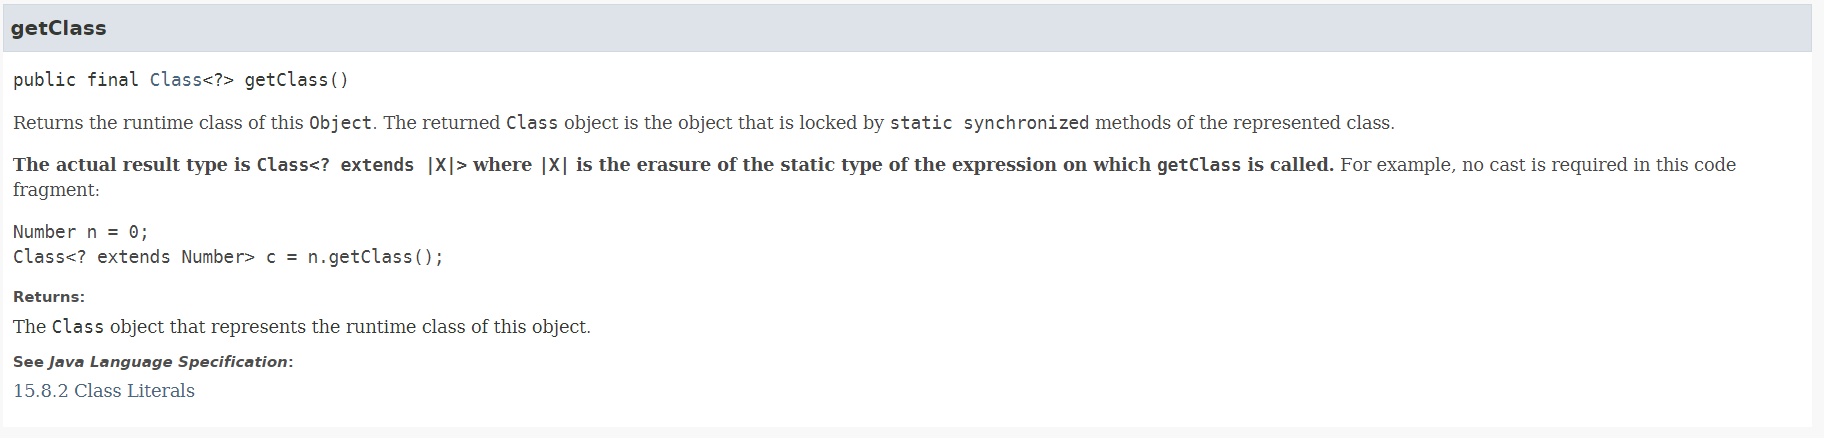 getClass
public final Class<?> getClass()
Returns the runtime class of this Object. The returned Class object is the object that is locked by static synchronized methods of the represented class.
The actual result type is Class<? extends |X|> where |X| is the erasure of the static type of the expression on which getClass is called. For example, no cast is required in this code
fragment:
Number n = 0;
Class<? extends Number> c = n.getClass();
Returns:
The Class object that represents the runtime class of this object.
See Java Language Specification:
15.8.2 Class Literals